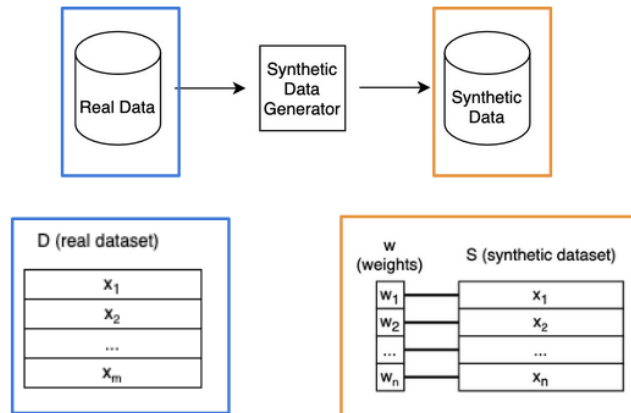 Real Data
Synthetic
Data
Generator
Synthetic
Data
D (real dataset)
x₁
x₂
...
xₘ
w
(weights)
S (synthetic dataset)
w₁
x₁
w₂
x₂
...
...
wₙ
xₙ